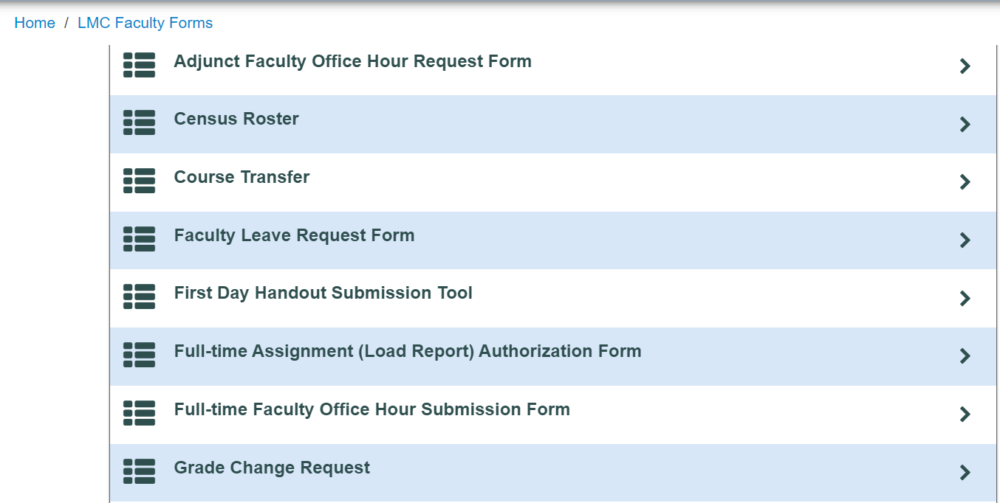 Home / LMC Faculty Forms
Adjunct Faculty Office Hour Request Form
Census Roster
Course Transfer
Faculty Leave Request Form
First Day Handout Submission Tool
Full-time Assignment (Load Report) Authorization Form
Full-time Faculty Office Hour Submission Form
Grade Change Request